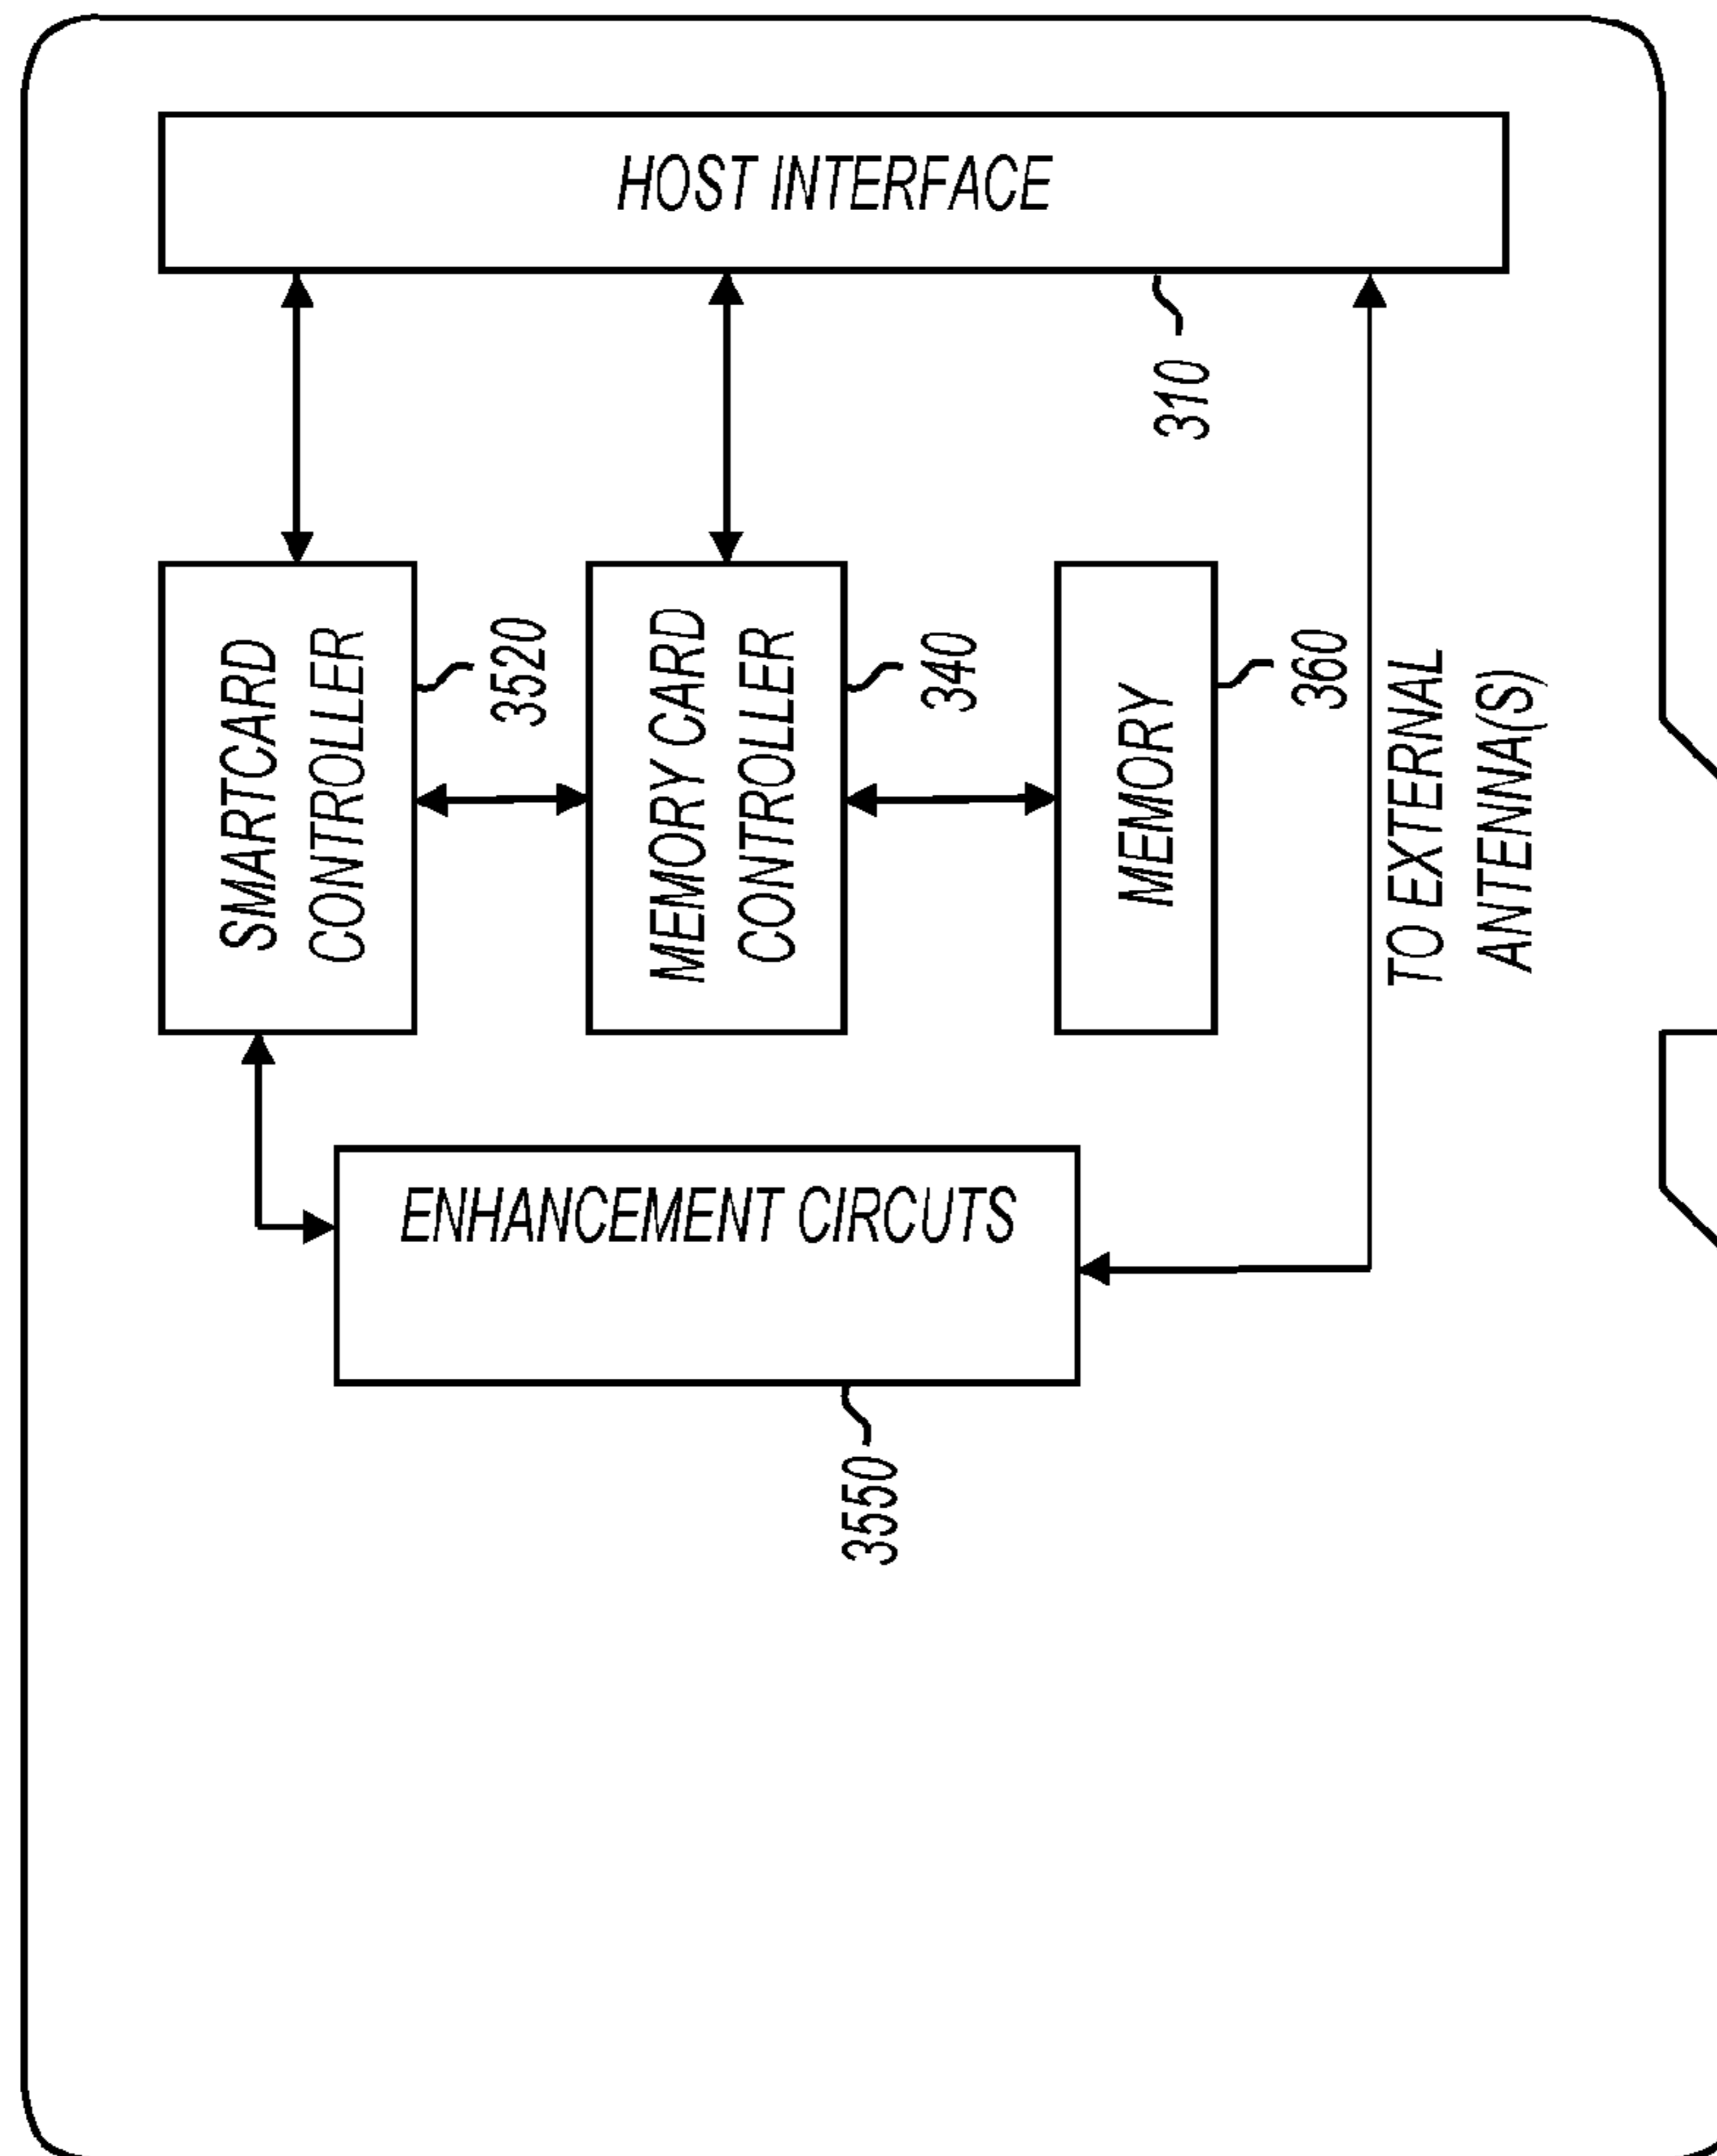 HOST INTERFACE
310
SMARTCARD
CONTROLLER
3520
MEMORY CARD
CONTROLLER
340
MEMORY
360
TO EXTERNAL
ANTENNA(S)
ENHANCEMENT CIRCUTS
3550